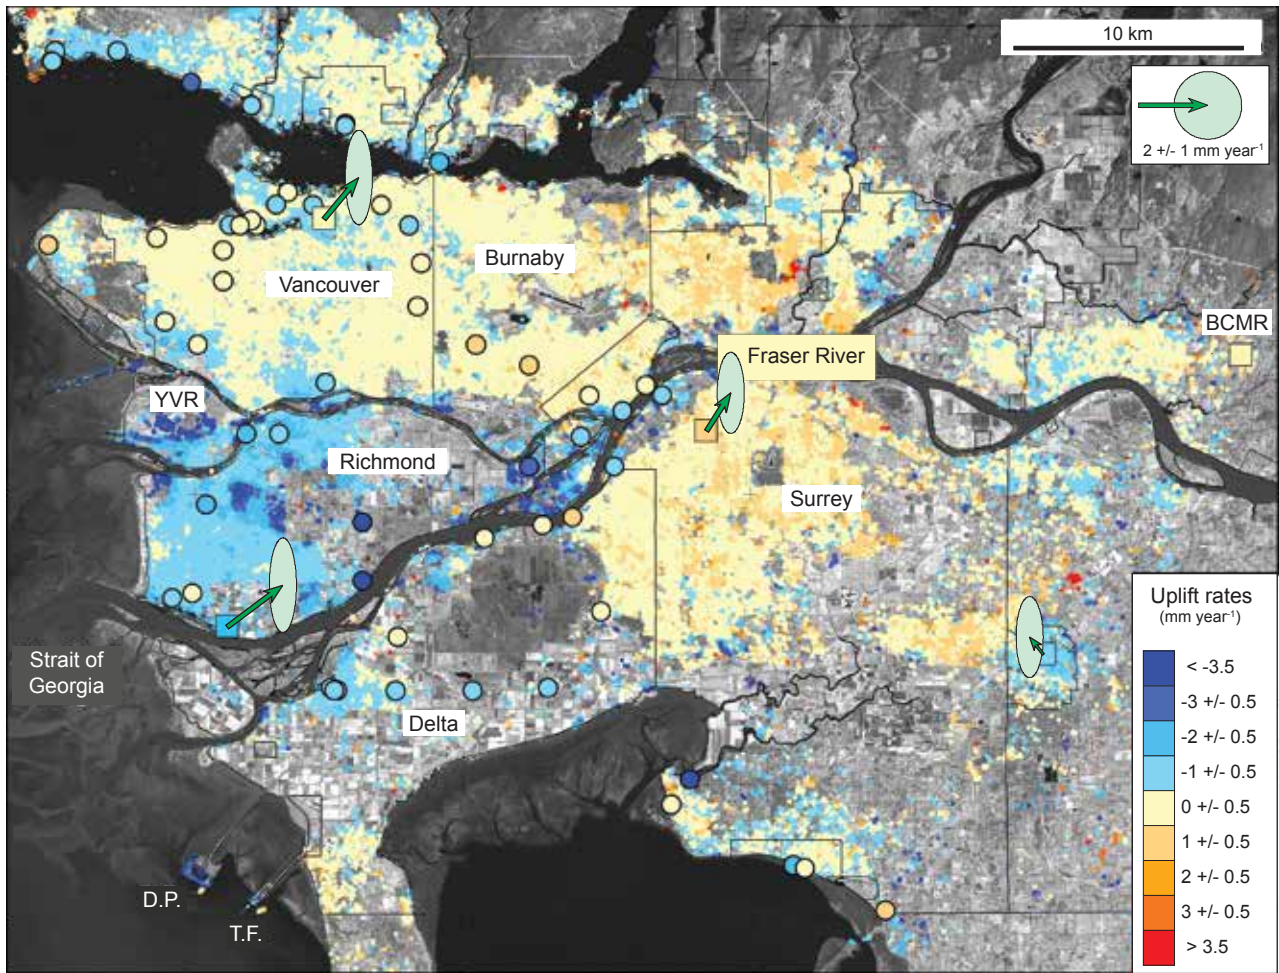 10 km
2 +/- 1 mm year-1
Burnaby
Vancouver
BCMR
Fraser River
YVR
Richmond
Surrey
Strait of
Georgia
Delta
D.P.
T.F.
Uplift rates
(mm year-1)
< -3.5
-3 +/- 0.5
-2 +/- 0.5
-1 +/- 0.5
0 +/- 0.5
1 +/- 0.5
2 +/- 0.5
3 +/- 0.5
> 3.5